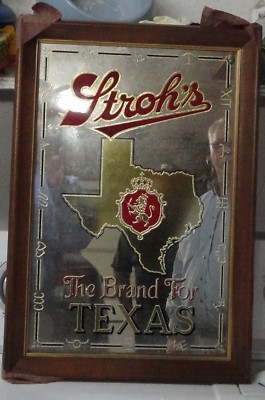 Stroh's
The Brand For
TEXAS